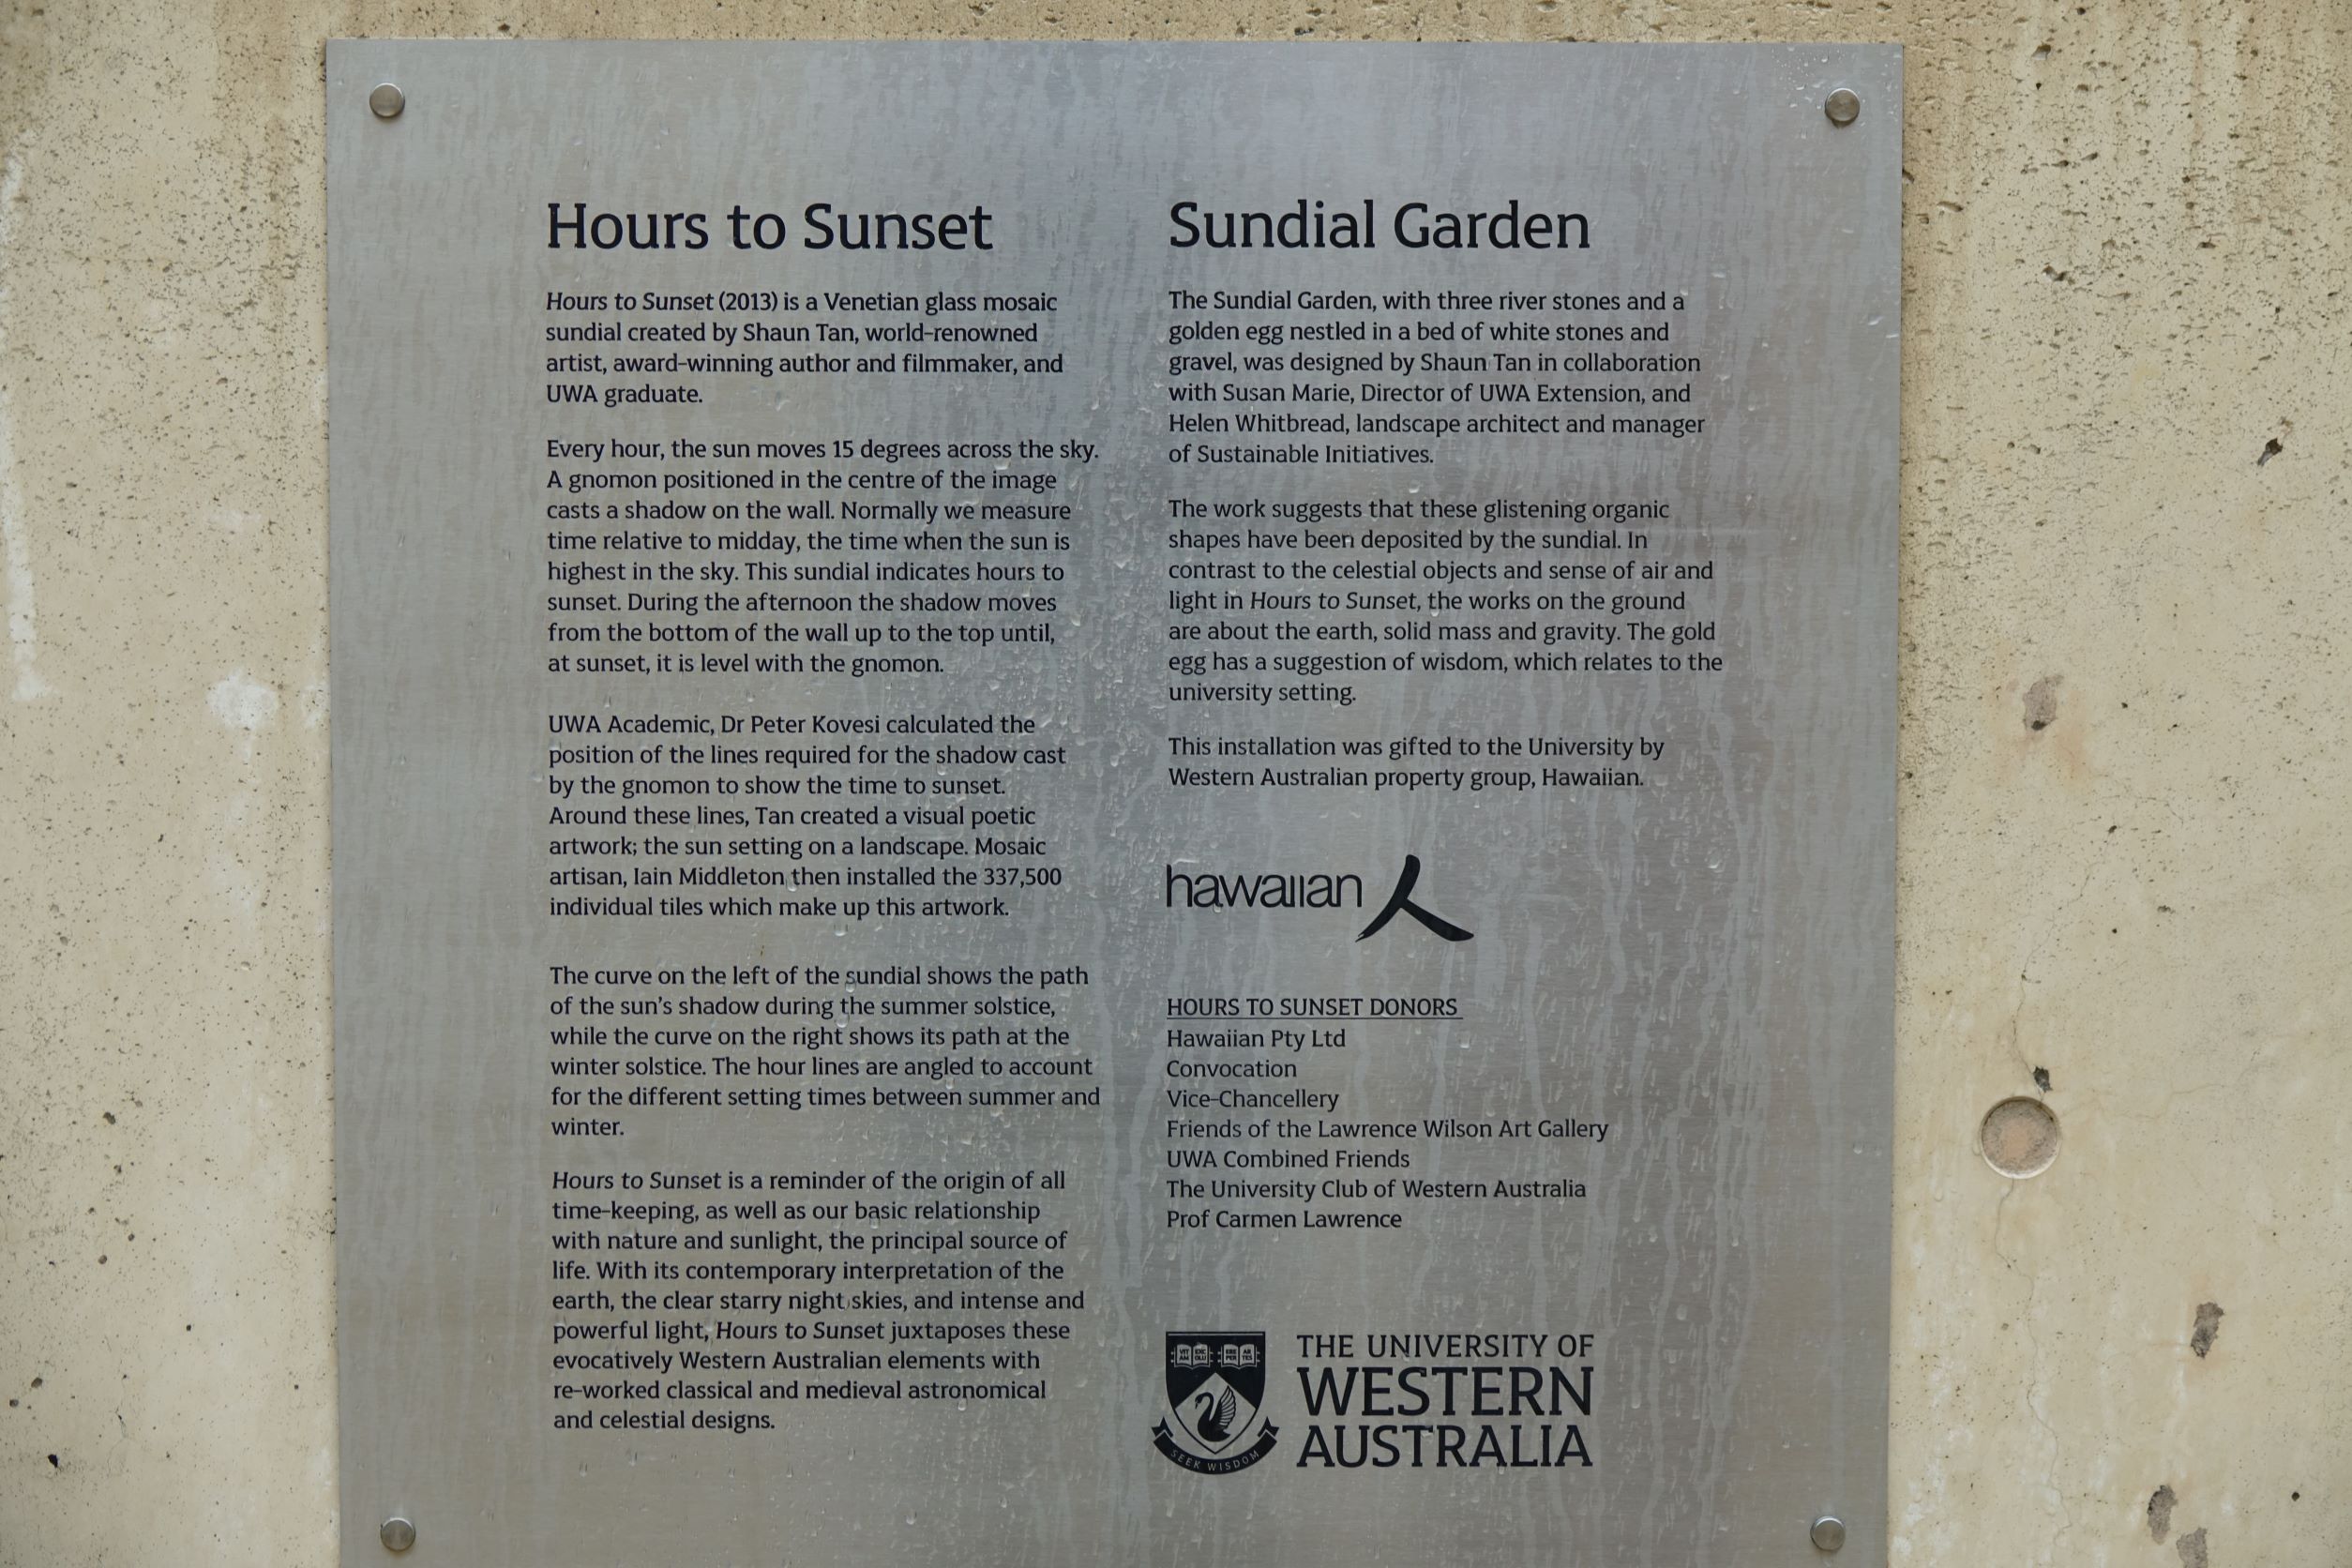 Hours to Sunset
Hours to Sunset (2013) is a Venetian glass mosaic
sundial created by Shaun Tan, world-renowned
artist, award-winning author and filmmaker, and
UWA graduate.
Every hour, the sun moves 15 degrees across the sky.
A gnomon positioned in the centre of the image
casts a shadow on the wall. Normally we measure
time relative to midday, the time when the sun is
highest in the sky. This sundial indicates hours to
sunset. During the afternoon the shadow moves
from the bottom of the wall up to the top until,
at sunset, it is level with the gnomon.
UWA Academic, Dr Peter Kovesi calculated the
position of the lines required for the shadow cast
by the gnomon to show the time to sunset.
Around these lines, Tan created a visual poetic
artwork; the sun setting on a landscape. Mosaic
artisan, Iain Middleton then installed the 337,500
individual tiles which make up this artwork.
The curve on the left of the sundial shows the path
of the sun's shadow during the summer solstice,
while the curve on the right shows its path at the
winter solstice. The hour lines are angled to account
for the different setting times between summer and
winter.
Hours to Sunset is a reminder of the origin of all
time-keeping, as well as our basic relationship
with nature and sunlight, the principal source of
life. With its contemporary interpretation of the
earth, the clear starry night skies, and intense and
powerful light, Hours to Sunset juxtaposes these
evocatively Western Australian elements with
re-worked classical and medieval astronomical
and celestial designs.
Sundial Garden
The Sundial Garden, with three river stones and a
golden egg nestled in a bed of white stones and
gravel, was designed by Shaun Tan in collaboration
with Susan Marie, Director of UWA Extension, and
Helen Whitbread, landscape architect and manager
of Sustainable Initiatives.
The work suggests that these glistening organic
shapes have been deposited by the sundial. In
contrast to the celestial objects and sense of air and
light in Hours to Sunset, the works on the ground
are about the earth, solid mass and gravity. The gold
egg has a suggestion of wisdom, which relates to the
university setting.
This installation was gifted to the University by
Western Australian property group, Hawaiian.
hawaiian
HOURS TO SUNSET DONORS
Hawaiian Pty Ltd
Convocation
Vice-Chancellery
Friends of the Lawrence Wilson Art Gallery
UWA Combined Friends
The University Club of Western Australia
Prof Carmen Lawrence
SEEK WISDOM
THE UNIVERSITY OF
WESTERN
AUSTRALIA